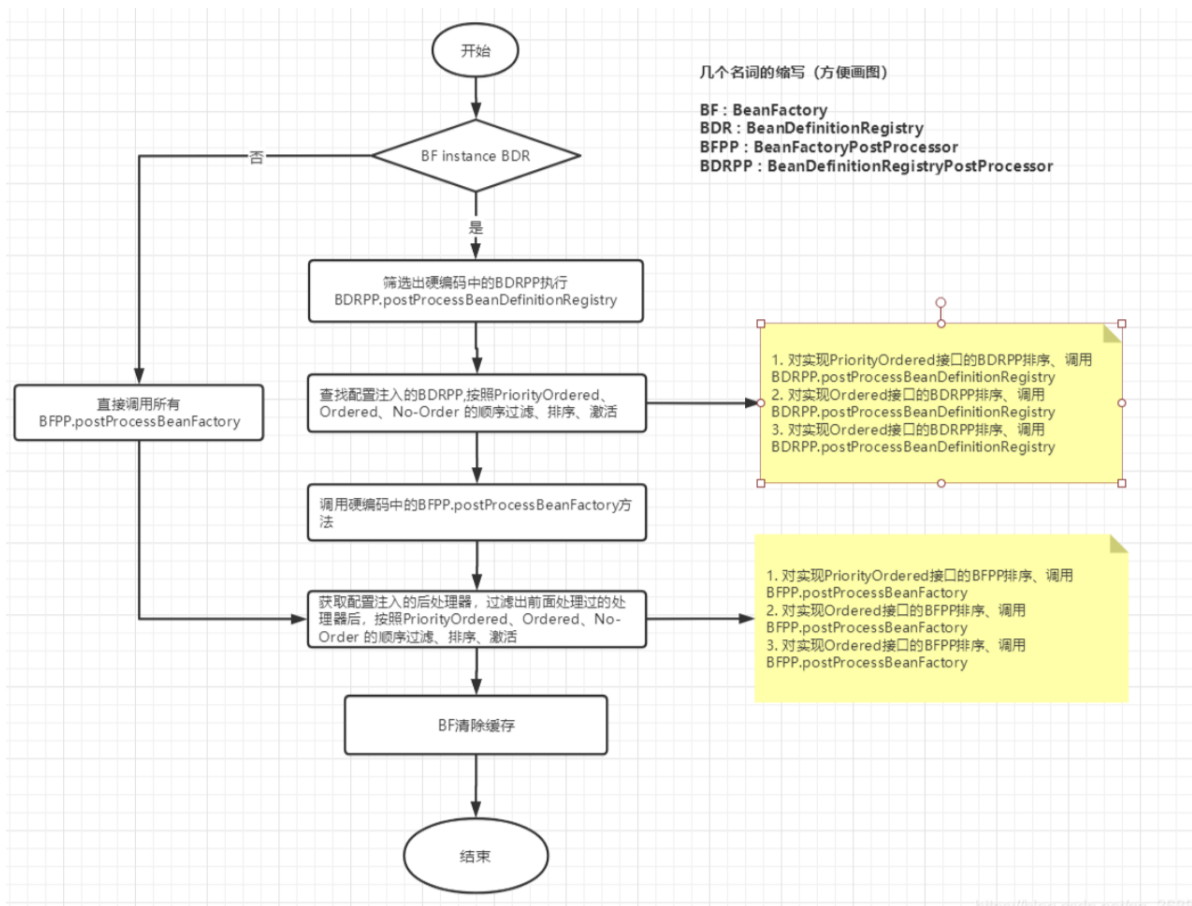 开始
几个名词的缩写（方便画图）
BF : BeanFactory
BDR : BeanDefinitionRegistry
BFPP : BeanFactoryPostProcessor
BDRPP : BeanDefinitionRegistryPostProcessor
BF instance BDR
否
是
筛选出硬编码中的BDRPP执行
BDRPP.postProcessBeanDefinitionRegistry
直接调用所有
BFPP.postProcessBeanFactory
查找配置注入的BDRPP,按照PriorityOrdered、
Ordered、No-Order 的顺序过滤、排序、激活
1. 对实现PriorityOrdered接口的BDRPP排序、调用
BDRPP.postProcessBeanDefinitionRegistry
2. 对实现Ordered接口的BDRPP排序、调用
BDRPP.postProcessBeanDefinitionRegistry
3. 对实现Ordered接口的BDRPP排序、调用
BDRPP.postProcessBeanDefinitionRegistry
调用硬编码中的BFPP.postProcessBeanFactory方
法
获取配置注入的后处理器，过滤出前面处理过的处
理器后，按照PriorityOrdered、Ordered、No-
Order 的顺序过滤、排序、激活
1. 对实现PriorityOrdered接口的BFPP排序、调用
BFPP.postProcessBeanFactory
2. 对实现Ordered接口的BFPP排序、调用
BFPP.postProcessBeanFactory
3. 对实现Ordered接口的BFPP排序、调用
BFPP.postProcessBeanFactory
BF清除缓存
结束